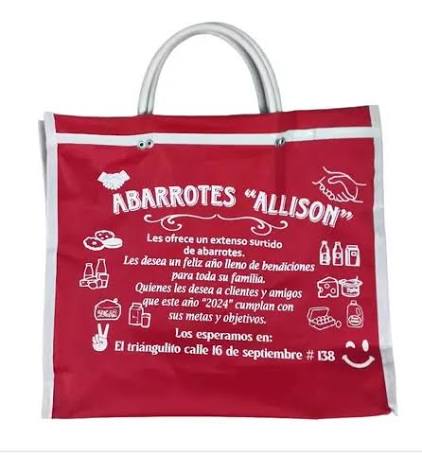 ABARROTES "ALLISON"
Les ofrece un extenso surtido
de abarrotes.
Les desea un feliz año lleno de bendiciones
para toda su familia.
Quienes les desea a clientes y amigos
que este año "2024" cumplan con
sus metas y objetivos.
Los esperamos en:
El triángulito calle 16 de septiembre # 138